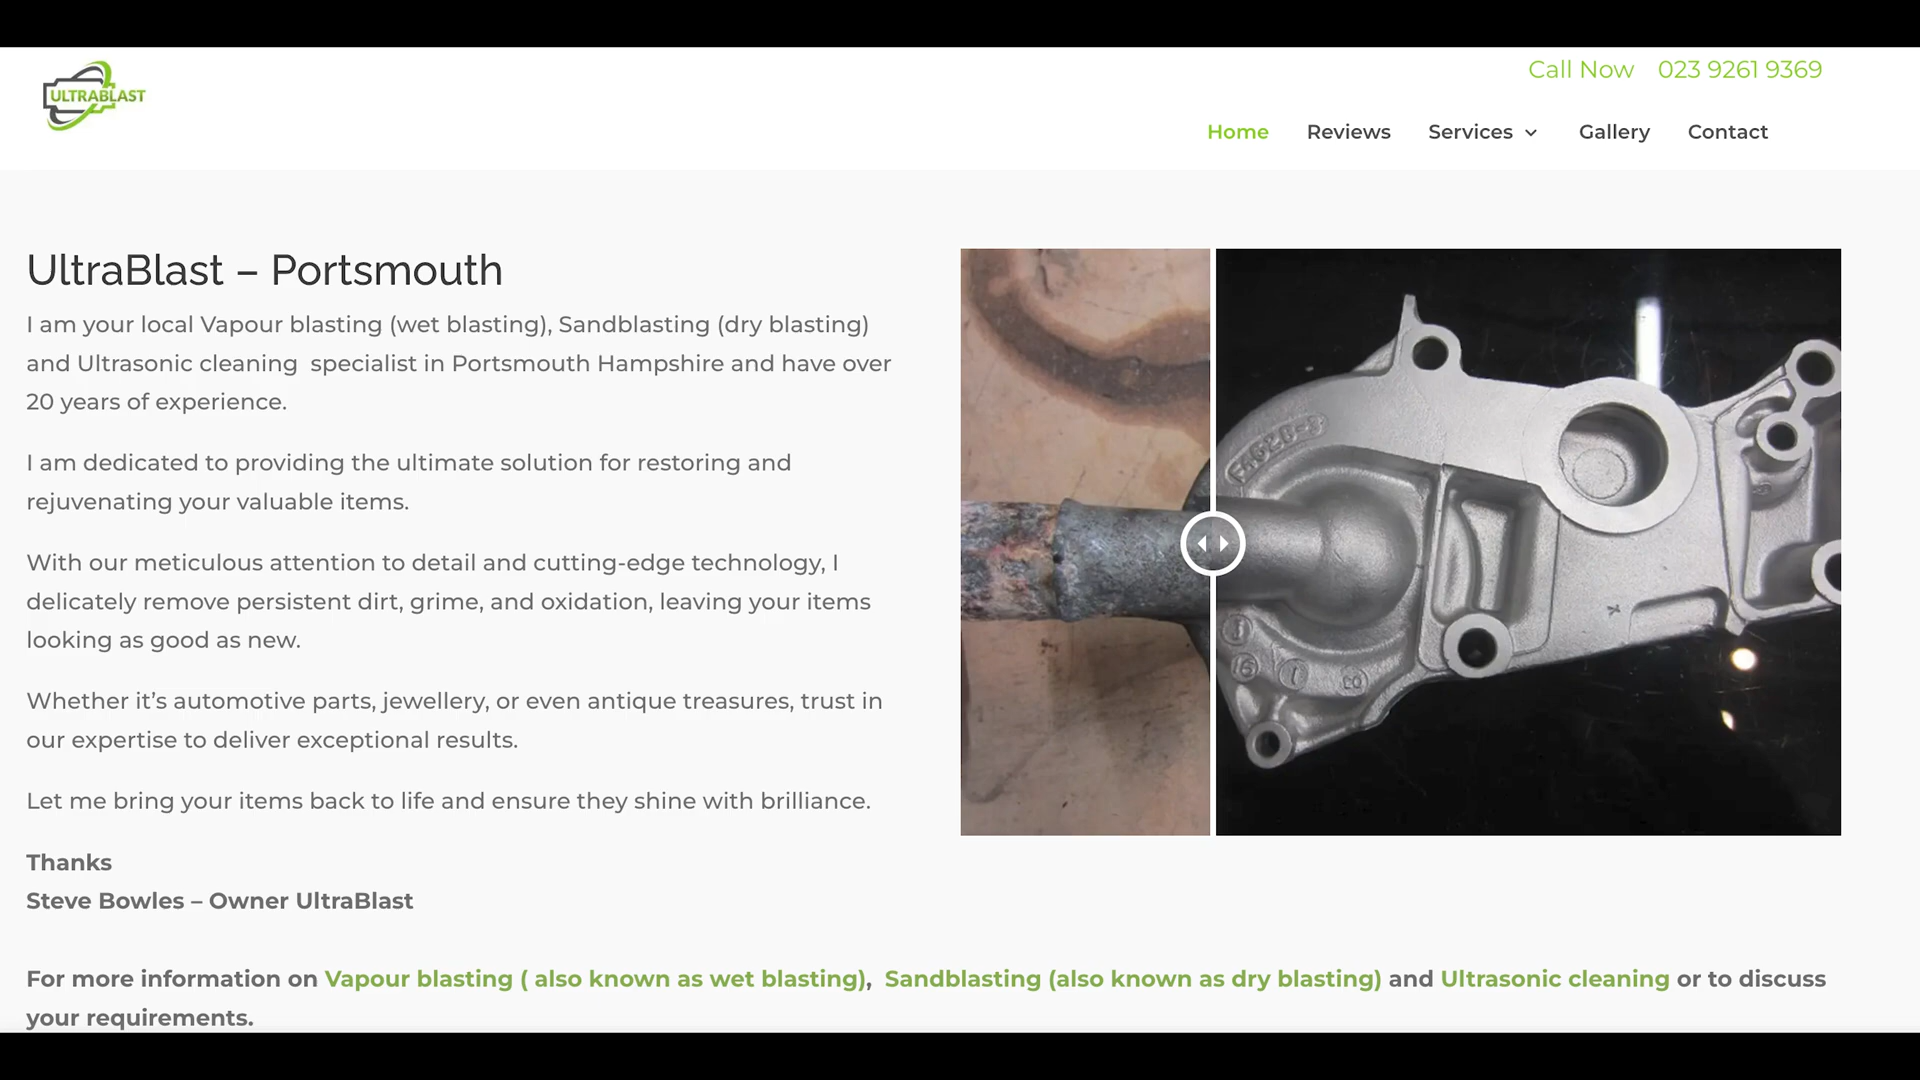 ULTRABLAST
Call Now 023 9261 9369
Home Reviews Services Gallery Contact
UltraBlast – Portsmouth
I am your local Vapour blasting (wet blasting), Sandblasting (dry blasting)
and Ultrasonic cleaning  specialist in Portsmouth Hampshire and have over
20 years of experience.
I am dedicated to providing the ultimate solution for restoring and
rejuvenating your valuable items.
With our meticulous attention to detail and cutting-edge technology, I
delicately remove persistent dirt, grime, and oxidation, leaving your items
looking as good as new.
Whether it’s automotive parts, jewellery, or even antique treasures, trust in
our expertise to deliver exceptional results.
Let me bring your items back to life and ensure they shine with brilliance.
Thanks
Steve Bowles – Owner UltraBlast
For more information on Vapour blasting ( also known as wet blasting),  Sandblasting (also known as dry blasting) and Ultrasonic cleaning or to discuss
your requirements.